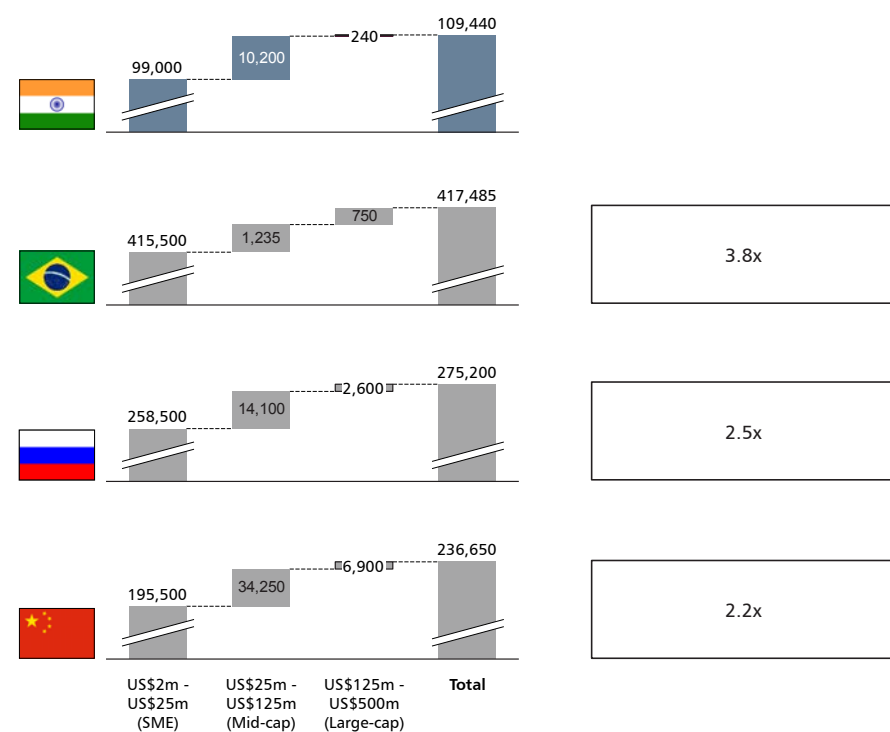 109,440
240
10,200
99,000
417,485
750
1,235
415,500
3.8x
275,200
2,600
14,100
258,500
2.5x
236,650
6,900
34,250
195,500
2.2x
US$2m -
US$25m
(SME)
US$25m -
US$125m
(Mid-cap)
US$125m -
US$500m
(Large-cap)
Total